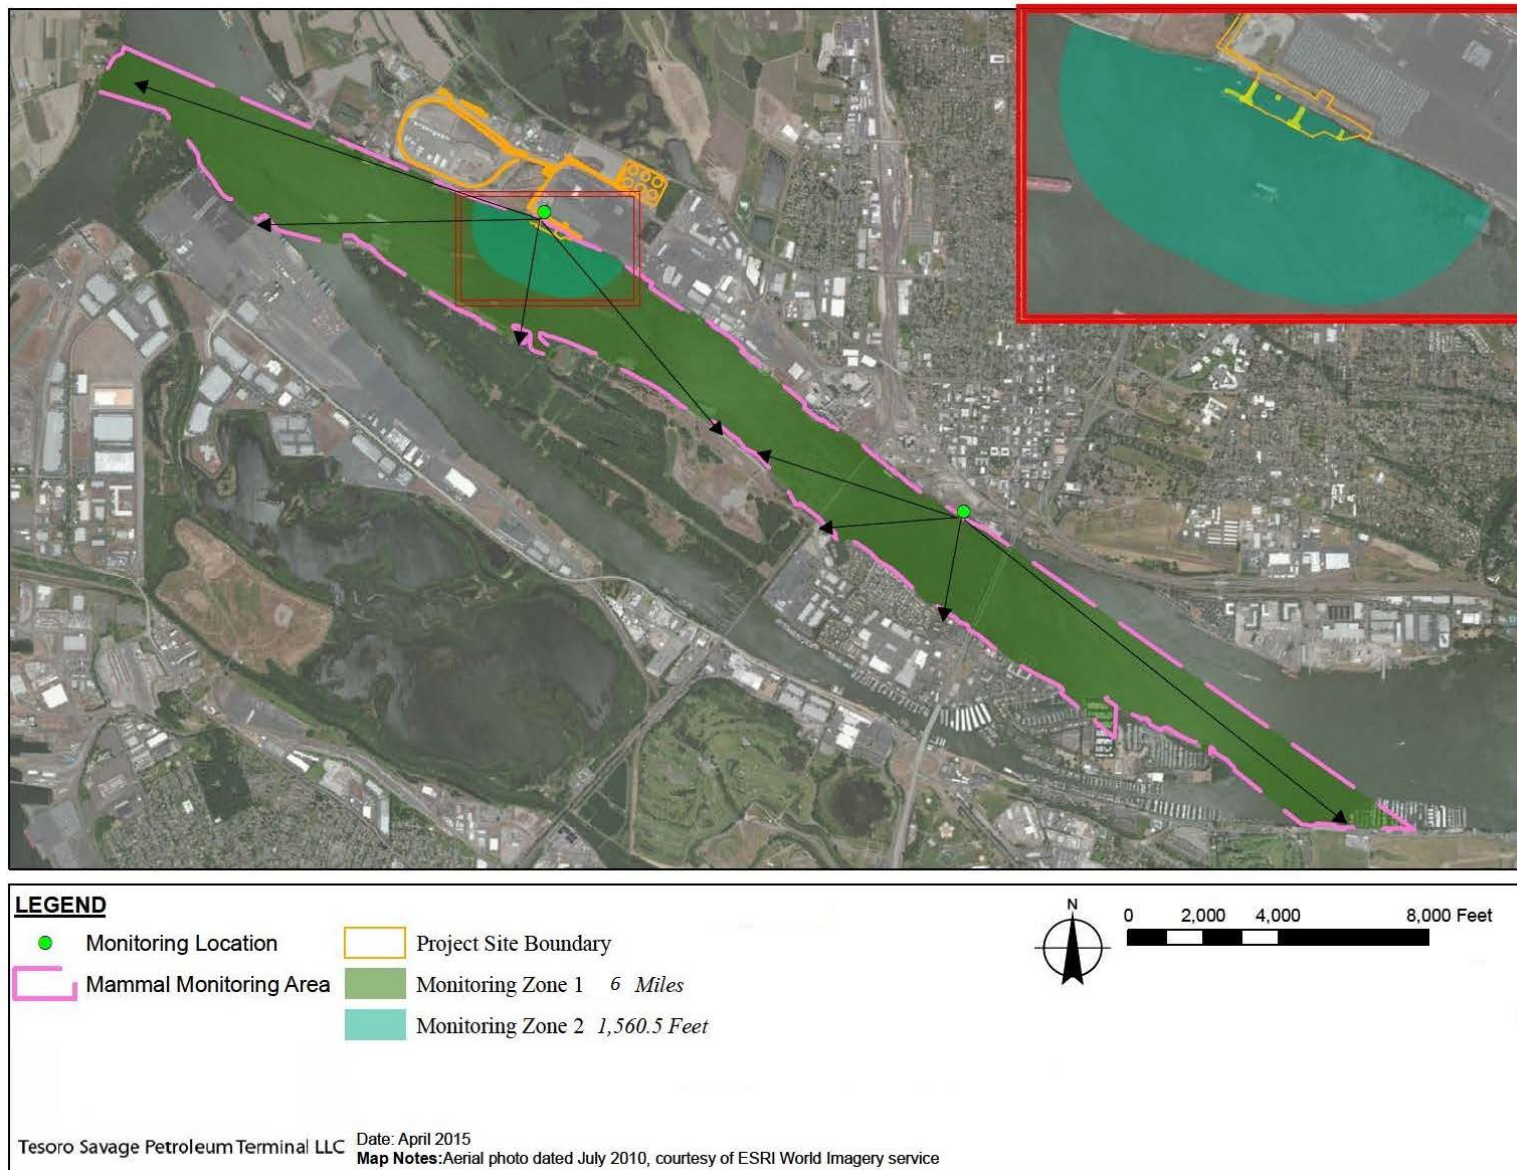 LEGEND
Monitoring Location
Mammal Monitoring Area
Project Site Boundary
Monitoring Zone 1 6 Miles
Monitoring Zone 2 1,560.5 Feet
N
0 2,000 4,000 8,000 Feet
Tesoro Savage Petroleum Terminal LLC
Date: April 2015
Map Notes:Aerial photo dated July 2010, courtesy of ESRI World Imagery service